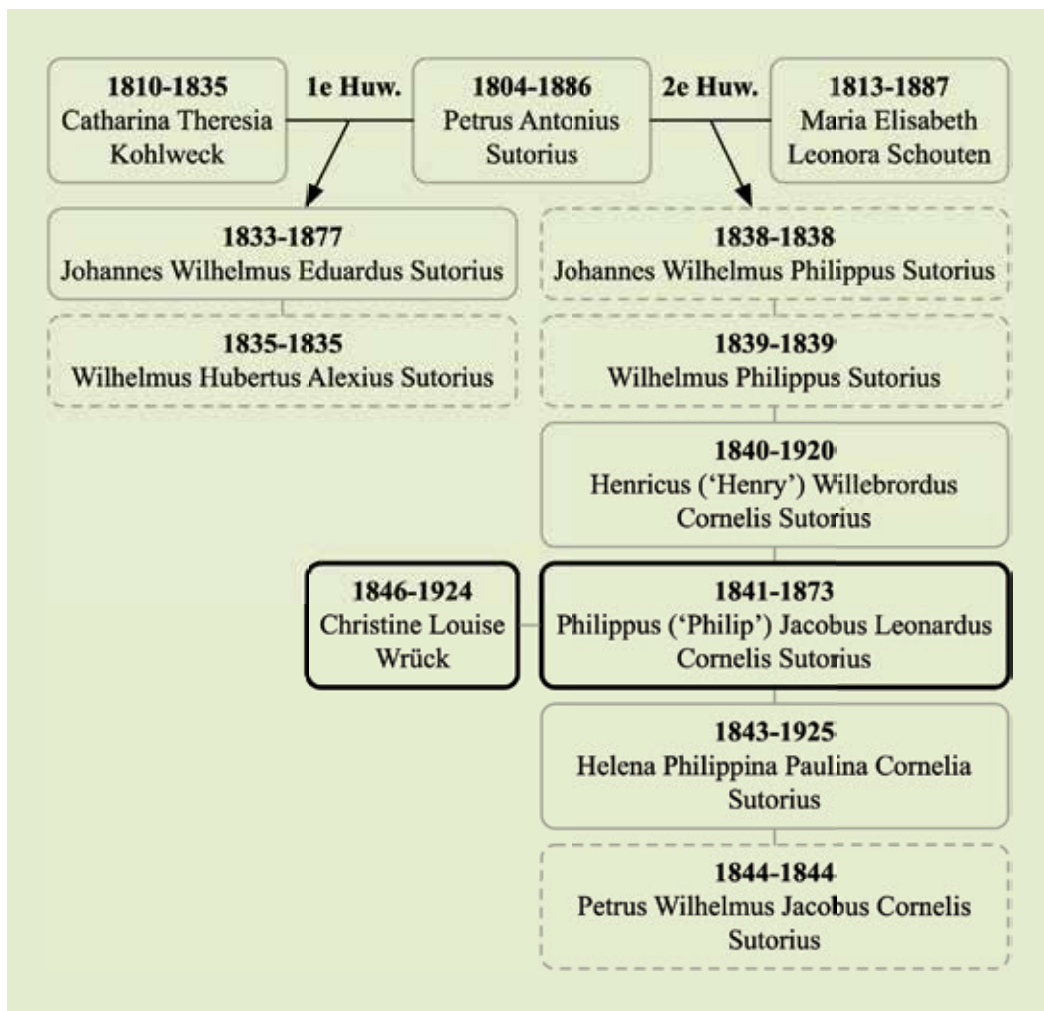 1810-1835
Catharina Theresia
Kohlweck
1e Huw.
1804-1886
Petrus Antonius
Sutorius
2e Huw.
1813-1887
Maria Elisabeth
Leonora Schouten
1833-1877
Johannes Wilhelmus Eduardus Sutorius
1835-1835
Wilhelmus Hubertus Alexius Sutorius
1838-1838
Johannes Wilhelmus Philippus Sutorius
1839-1839
Wilhelmus Philippus Sutorius
1840-1920
Henricus (‘Henry’) Willebrordus
Cornelis Sutorius
1846-1924
Christine Louise
Wrück
1841-1873
Philippus (‘Philip’) Jacobus Leonardus
Cornelis Sutorius
1843-1925
Helena Philippina Paulina Cornelia
Sutorius
1844-1844
Petrus Wilhelmus Jacobus Cornelis
Sutorius